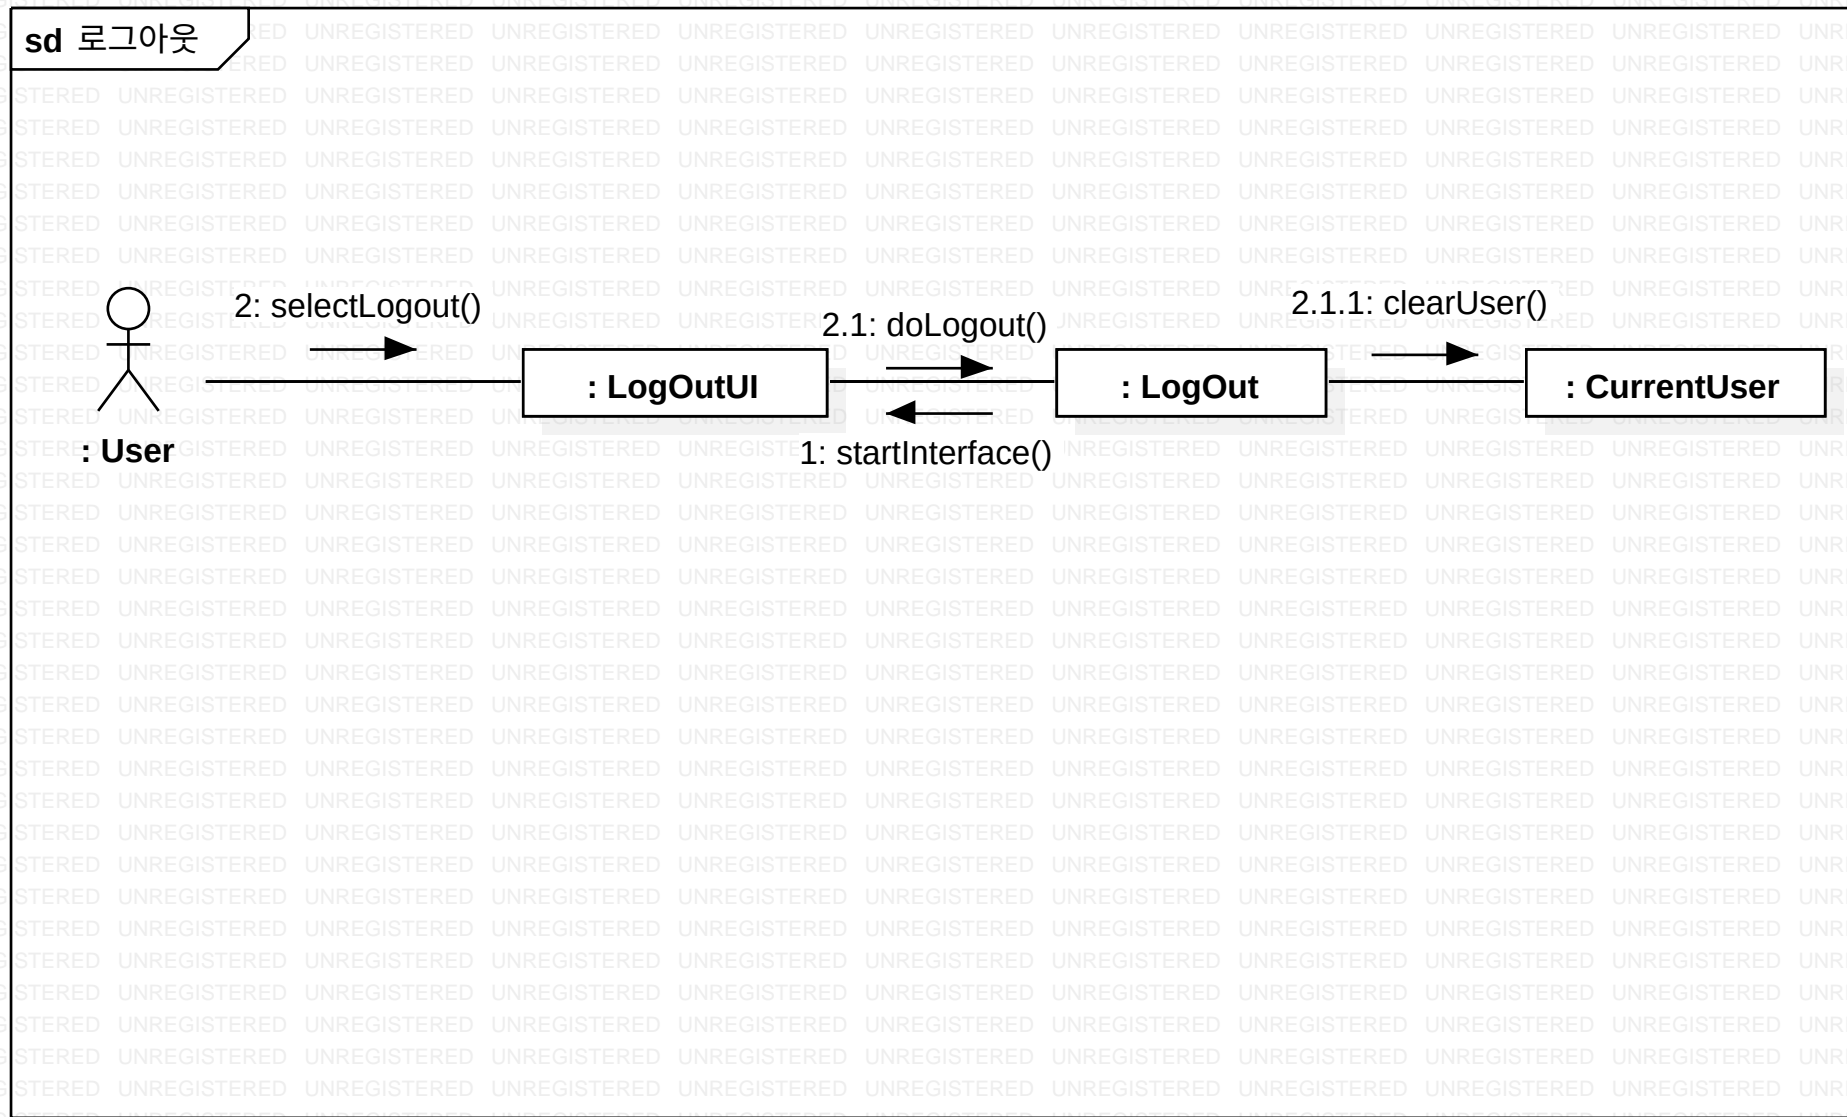 sd 로그아웃
2: selectLogout()
2.1: doLogout()
2.1.1: clearUser()
: LogOutUI
: LogOut
: CurrentUser
: User
1: startInterface()
UNREGISTERED